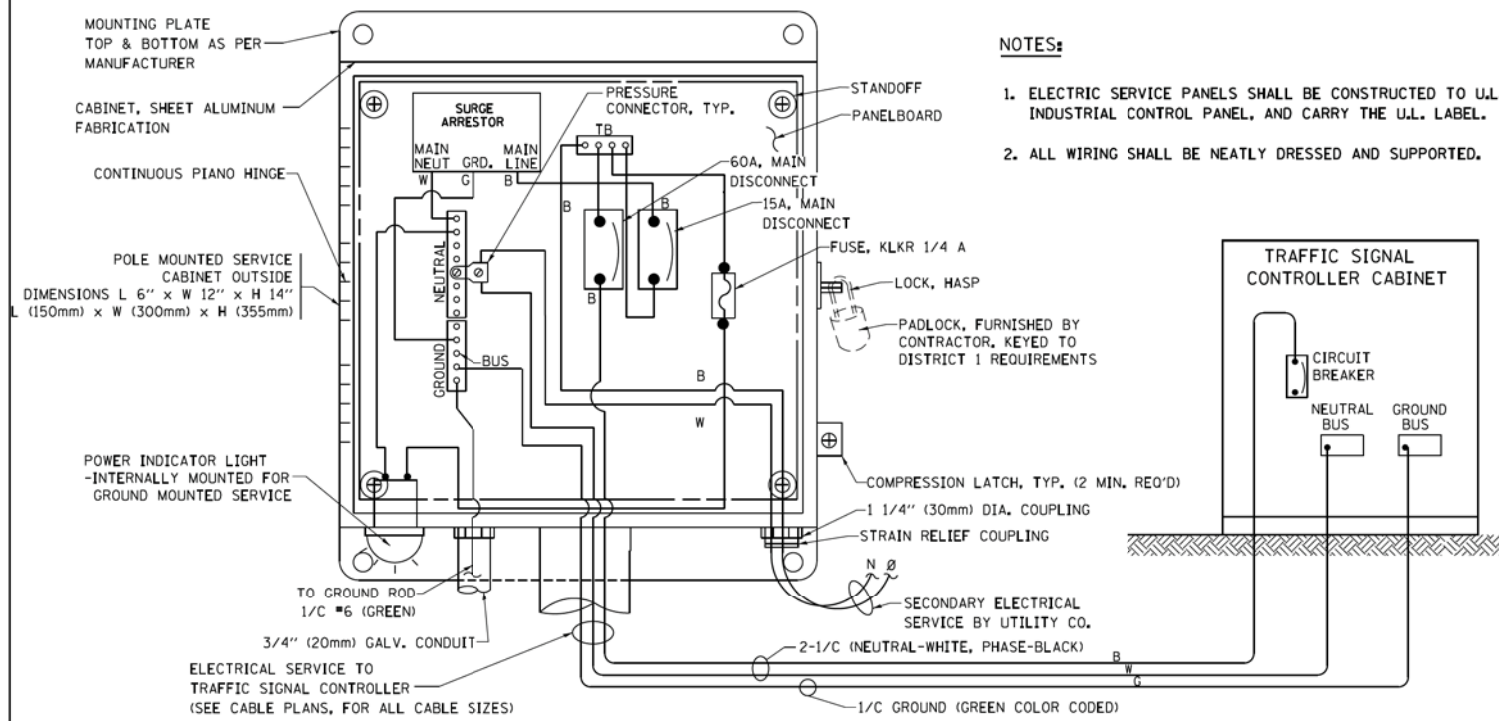 MOUNTING PLATE
TOP & BOTTOM AS PER
MANUFACTURER
CABINET, SHEET ALUMINUM
FABRICATION
CONTINUOUS PIANO HINGE
POLE MOUNTED SERVICE
CABINET OUTSIDE
DIMENSIONS L 6" x W 12" x H 14"
L (150mm) x W (300mm) x H (355mm)
POWER INDICATOR LIGHT
-INTERNALLY MOUNTED FOR
GROUND MOUNTED SERVICE
SURGE
ARRESTOR
MAIN
NEUT
GRD.
MAIN
LINE
W
G
B
PRESSURE
CONNECTOR, TYP.
TB
STANDOFF
PANELBOARD
60A, MAIN
DISCONNECT
15A, MAIN
DISCONNECT
B
B
B
FUSE, KLKR 1/4 A
LOCK, HASP
PADLOCK, FURNISHED BY
CONTRACTOR. KEYED TO
DISTRICT 1 REQUIREMENTS
NEUTRAL
GROUND
BUS
B
W
COMPRESSION LATCH, TYP. (2 MIN. REQ'D)
1 1/4" (30mm) DIA. COUPLING
STRAIN RELIEF COUPLING
N Ø
SECONDARY ELECTRICAL
SERVICE BY UTILITY CO.
TO GROUND ROD
1/C #6 (GREEN)
3/4" (20mm) GALV. CONDUIT
ELECTRICAL SERVICE TO
TRAFFIC SIGNAL CONTROLLER
(SEE CABLE PLANS, FOR ALL CABLE SIZES)
2-1/C (NEUTRAL-WHITE, PHASE-BLACK)
B
W
G
1/C GROUND (GREEN COLOR CODED)
NOTES:
1. ELECTRIC SERVICE PANELS SHALL BE CONSTRUCTED TO U.L
INDUSTRIAL CONTROL PANEL, AND CARRY THE U.L. LABEL.
2. ALL WIRING SHALL BE NEATLY DRESSED AND SUPPORTED.
TRAFFIC SIGNAL
CONTROLLER CABINET
CIRCUIT
BREAKER
NEUTRAL
BUS
GROUND
BUS